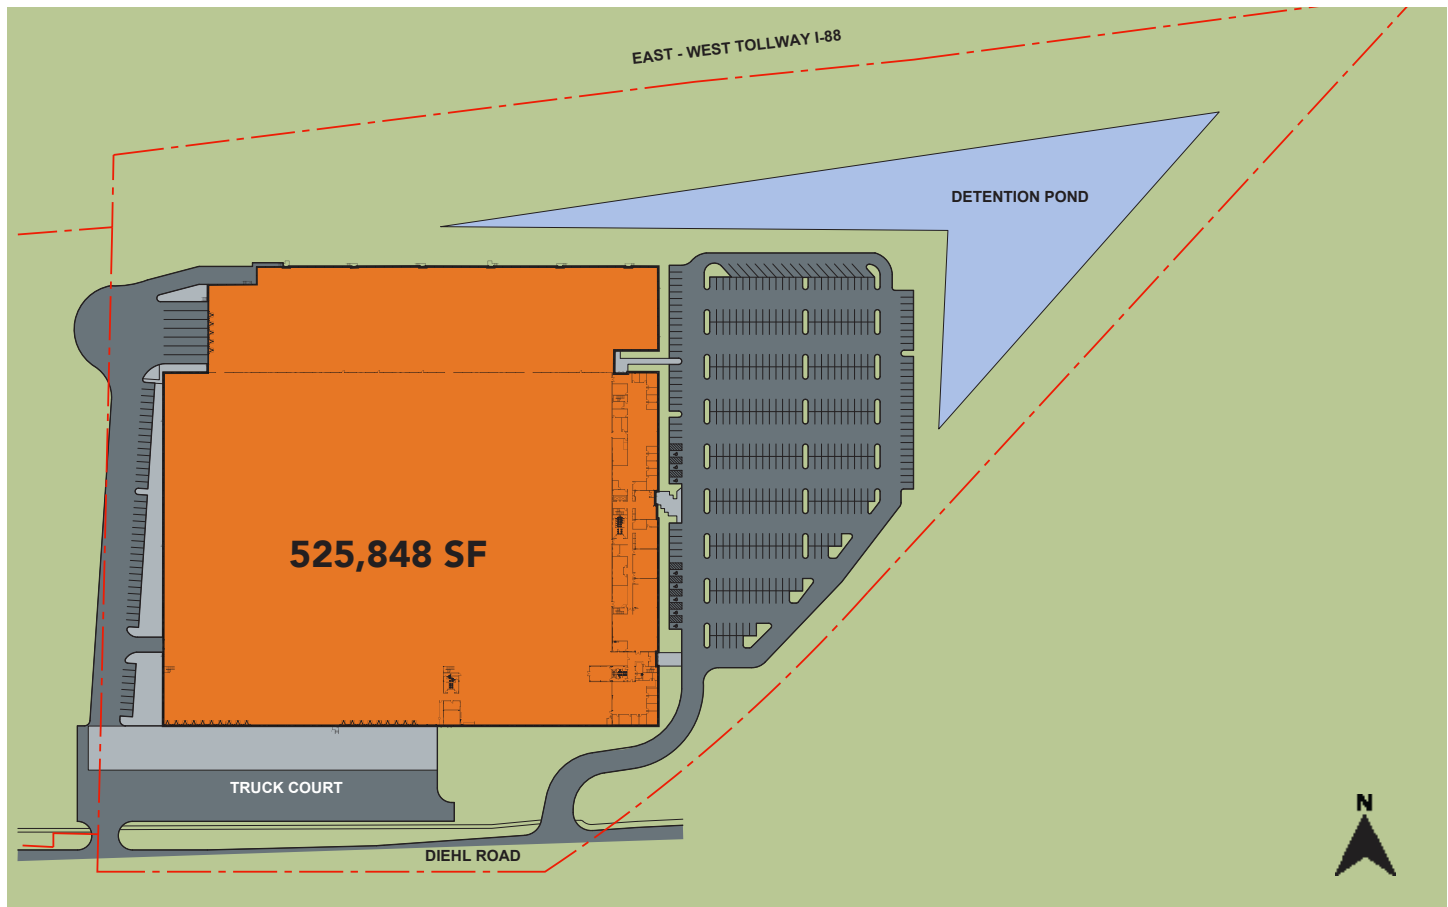 EAST - WEST TOLLWAY I-88
DETENTION POND
525,848 SF
TRUCK COURT
DIEHL ROAD
N